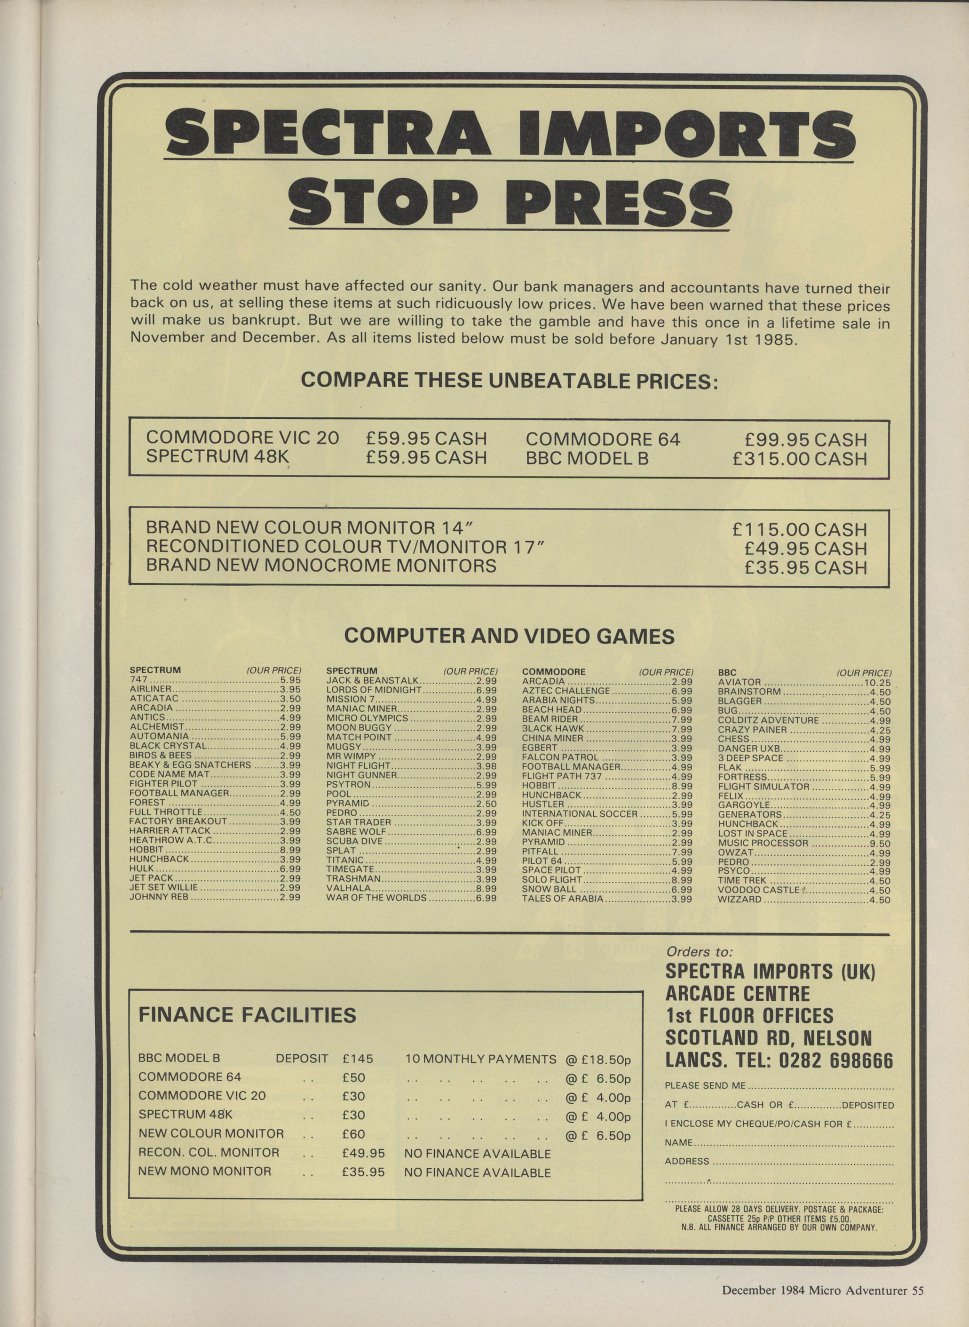 SPECTRA IMPORTS
STOP PRESS
The cold weather must have affected our sanity. Our bank managers and accountants have turned their
back on us, at selling these items at such ridicuously low prices. We have been warned that these prices
will make us bankrupt. But we are willing to take the gamble and have this once in a lifetime sale in
November and December. As all items listed below must be sold before January 1st 1985.
COMPARE THESE UNBEATABLE PRICES:
COMMODORE VIC 20 £59.95 CASH COMMODORE 64 £99.95 CASH
SPECTRUM 48K £59.95 CASH BBC MODEL B £315.00 CASH
BRAND NEW COLOUR MONITOR 14″ £115.00 CASH
RECONDITIONED COLOUR TV/MONITOR 17″ £49.95 CASH
BRAND NEW MONOCROME MONITORS £35.95 CASH
COMPUTER AND VIDEO GAMES
SPECTRUM (OUR PRICE)
747 5.95
AIRLINER 3.95
ATICATAC 3.50
ARCADIA 2.99
ANTICS 4.99
ALCHEMIST 2.99
AUTOMANIA 5.99
BLACK CRYSTAL 4.99
BIRDS & BEES 2.99
BEAKY & EGG SNATCHERS 3.99
CODE NAME MAT 3.99
FIGHTER PILOT 3.99
FOOTBALL MANAGER 2.99
FOREST 4.99
FULL THROTTLE 4.50
FACTORY BREAKOUT 3.99
HARRIER ATTACK 2.99
HEATHROW A.T.C. 3.99
HOBBIT 8.99
HUNCHBACK 3.99
HULK 6.99
JET PACK 2.99
JET SET WILLIE 2.99
JOHNNY REB 2.99
SPECTRUM (OUR PRICE)
JACK & BEANSTALK 2.99
LORDS OF MIDNIGHT 6.99
MISSION 7 4.99
MANIAC MINER 2.99
MICRO OLYMPICS 2.99
MOON BUGGY 2.99
MATCH POINT 4.99
MUGSY 3.99
MR WIMPY 2.99
NIGHT FLIGHT 3.98
NIGHT GUNNER 2.99
PSYTRON 5.99
POOL 2.99
PYRAMID 2.50
PEDRO 2.99
STAR TRADER 3.99
SABRE WOLF 6.99
SCUBA DIVE 2.99
SPLAT 2.99
TITANIC 4.99
TIMEGATE 3.99
TRASHMAN 3.99
VALHALA 8.99
WAR OF THE WORLDS 6.99
COMMODORE (OUR PRICE)
ARCADIA 2.99
AZTEC CHALLENGE 6.99
ARABIA NIGHTS 5.99
BEACH HEAD 6.99
BEAM RIDER 7.99
BLACK HAWK 7.99
CHINA MINER 3.99
EGBERT 3.99
FALCON PATROL 3.99
FOOTBALL MANAGER 4.99
FLIGHT PATH 737 4.99
HOBBIT 8.99
HUNCHBACK 2.99
HUSTLER 3.99
INTERNATIONAL SOCCER 5.99
KICK OFF 3.99
MANIAC MINER 2.99
PYRAMID 2.99
PITFALL 7.99
PILOT 64 5.99
SPACE PILOT 4.99
SOLO FLIGHT 8.99
SNOW BALL 6.99
TALES OF ARABIA 3.99
BBC (OUR PRICE)
AVIATOR 10.25
BRAINSTORM 4.50
BLAGGER 4.50
BUG 4.50
COLDITZ ADVENTURE 4.99
CRAZY PAINER 4.25
CHESS 4.99
DANGER UXB 4.99
3 DEEP SPACE 4.99
FLAK 5.99
FORTRESS 5.99
FLIGHT SIMULATOR 4.99
FELIX 4.99
GARGOYLE 4.99
GENERATORS 4.25
HUNCHBACK 4.99
LOST IN SPACE 4.99
MUSIC PROCESSOR 9.50
OWZAT 4.99
PEDRO 2.99
PSYCO 4.99
TIME TREK 4.50
VOODOO CASTLE 4.50
WIZZARD 4.50
FINANCE FACILITIES
BBC MODEL B DEPOSIT £145 10 MONTHLY PAYMENTS @ £18.50p
COMMODORE 64 . . £50 . . . . . . . . . . @ £ 6.50p
COMMODORE VIC 20 . . £30 . . . . . . . . . . @ £ 4.00p
SPECTRUM 48K . . £30 . . . . . . . . . . @ £ 4.00p
NEW COLOUR MONITOR . . £60 . . . . . . . . . . @ £ 6.50p
RECON. COL. MONITOR . . £49.95 NO FINANCE AVAILABLE
NEW MONO MONITOR . . £35.95 NO FINANCE AVAILABLE
Orders to:
SPECTRA IMPORTS (UK)
ARCADE CENTRE
1st FLOOR OFFICES
SCOTLAND RD, NELSON
LANCS. TEL: 0282 698666
PLEASE SEND ME
AT £ CASH OR £ DEPOSITED
I ENCLOSE MY CHEQUE/PO/CASH FOR £
NAME
ADDRESS
PLEASE ALLOW 28 DAYS DELIVERY. POSTAGE & PACKAGE:
CASSETTE 25p P/P OTHER ITEMS £5.00.
N.B. ALL FINANCE ARRANGED BY OUR OWN COMPANY.
December 1984 Micro Adventurer 55